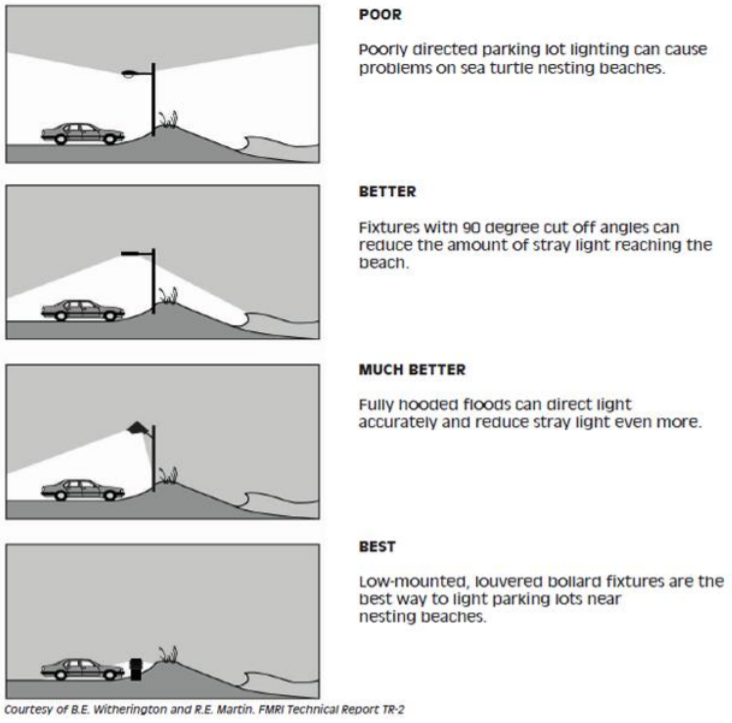 POOR
Poorly directed parking lot lighting can cause
problems on sea turtle nesting beaches.
BETTER
Fixtures with 90 degree cut off angles can
reduce the amount of stray light reaching the
beach.
MUCH BETTER
Fully hooded floods can direct light
accurately and reduce stray light even more.
BEST
Low-mounted, louvered bollard fixtures are the
best way to light parking lots near
nesting beaches.
Courtesy of B.E. Witherington and R.E. Martin. FMRI Technical Report TR-2